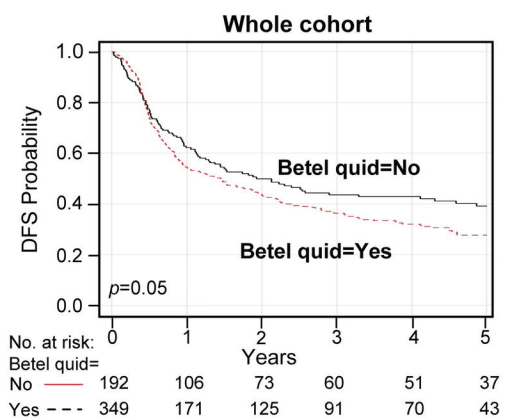 Whole cohort
DFS Probability
1.0
0.8
0.6
0.4
0.2
0.0
Betel quid=No
Betel quid=Yes
p=0.05
0 1 2 3 4 5
Years
No. at risk:
Betel quid=
No 192 106 73 60 51 37
Yes 349 171 125 91 70 43